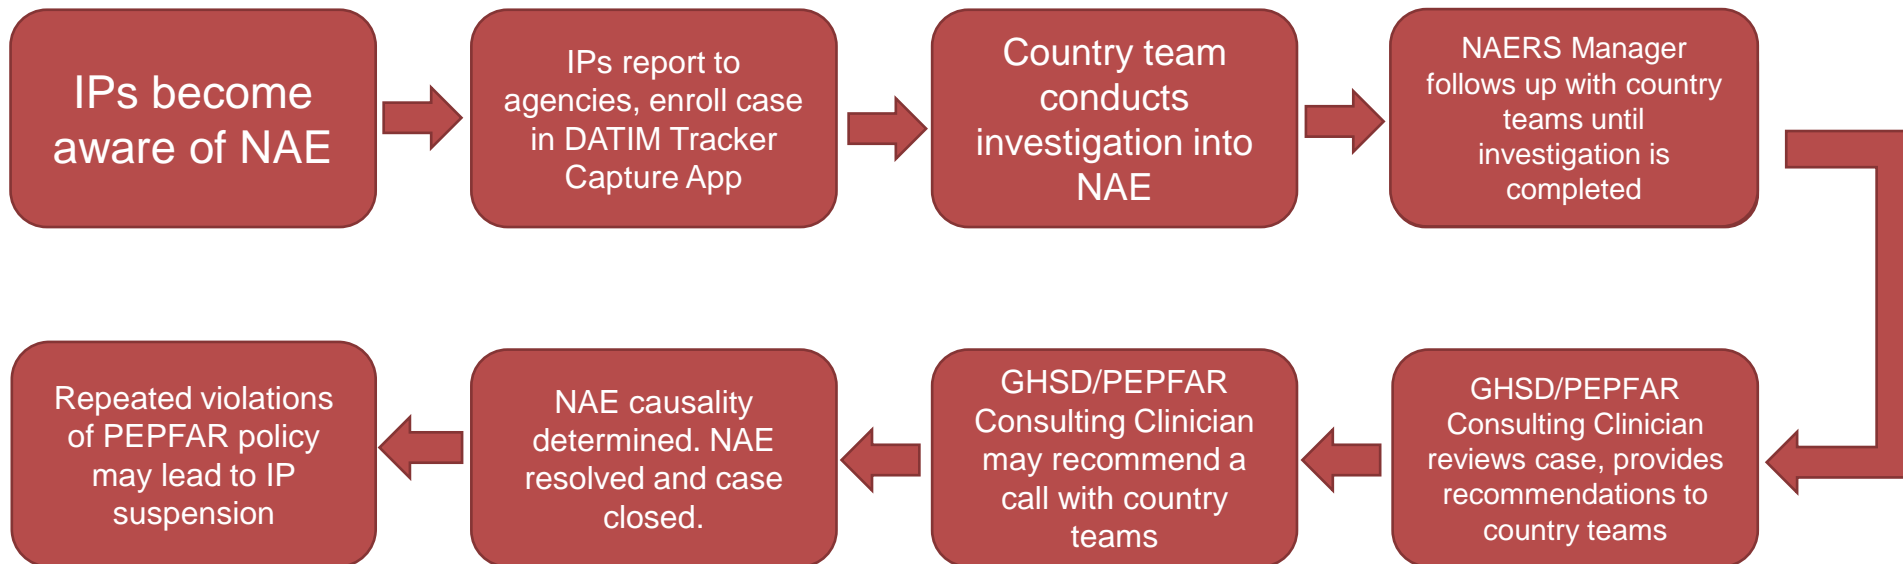 IPs become
aware of NAE
IPs report to
agencies, enroll case
in DATIM Tracker
Capture App
Country team
conducts
investigation into
NAE
NAERS Manager
follows up with country
teams until
investigation is
completed
GHSD/PEPFAR
Consulting Clinician
reviews case, provides
recommendations to
country teams
GHSD/PEPFAR
Consulting Clinician
may recommend a
call with country
teams
NAE causality
determined. NAE
resolved and case
closed.
Repeated violations
of PEPFAR policy
may lead to IP
suspension